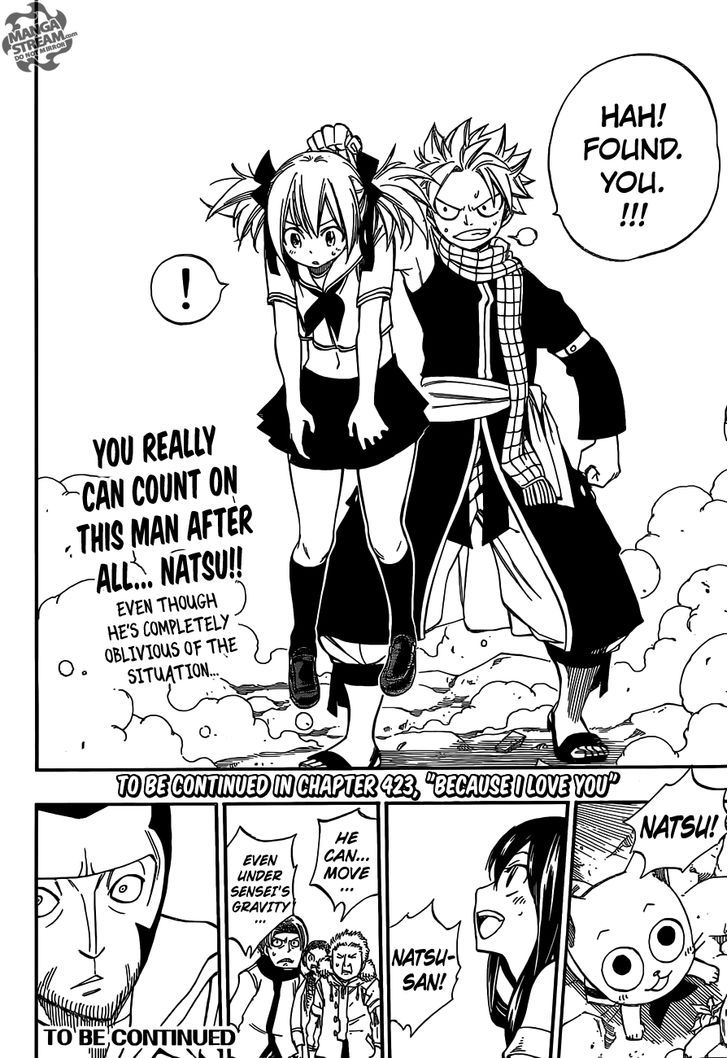 MANGA
STREAM.com
DO NOT MIRROR
HAH!
FOUND.
YOU.
!!!
!
YOU REALLY
CAN COUNT ON
THIS MAN AFTER
ALL... NATSU!!
EVEN THOUGH
HE'S COMPLETELY
OBLIVIOUS OF THE
SITUATION...
TO BE CONTINUED IN CHAPTER 423, "BECAUSE I LOVE YOU"
NATSU!
NATSU-
SAN!
HE
CAN...
MOVE
...
EVEN
UNDER
SENSEI'S
GRAVITY
...
TO BE CONTINUED